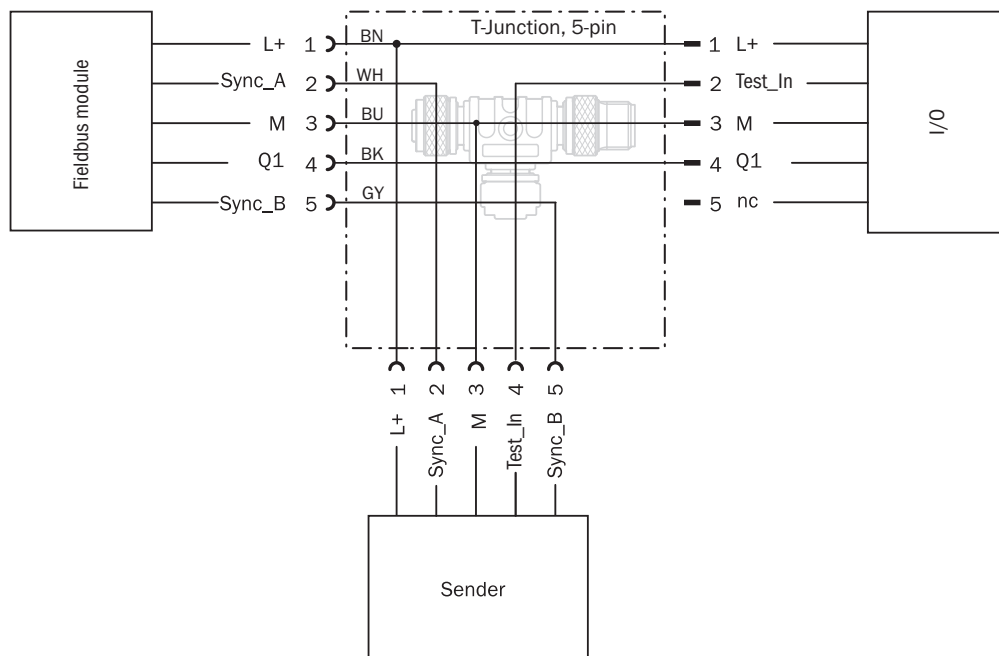 T-Junction, 5-pin
Fieldbus module
L+ 1 BN
Sync_A 2 WH
M 3 BU
Q1 4 BK
Sync_B 5 GY
1 L+
2 Test_In
3 M
4 Q1
5 nc
I/O
1 2 3 4 5
L+ Sync_A M Test_In Sync_B
Sender